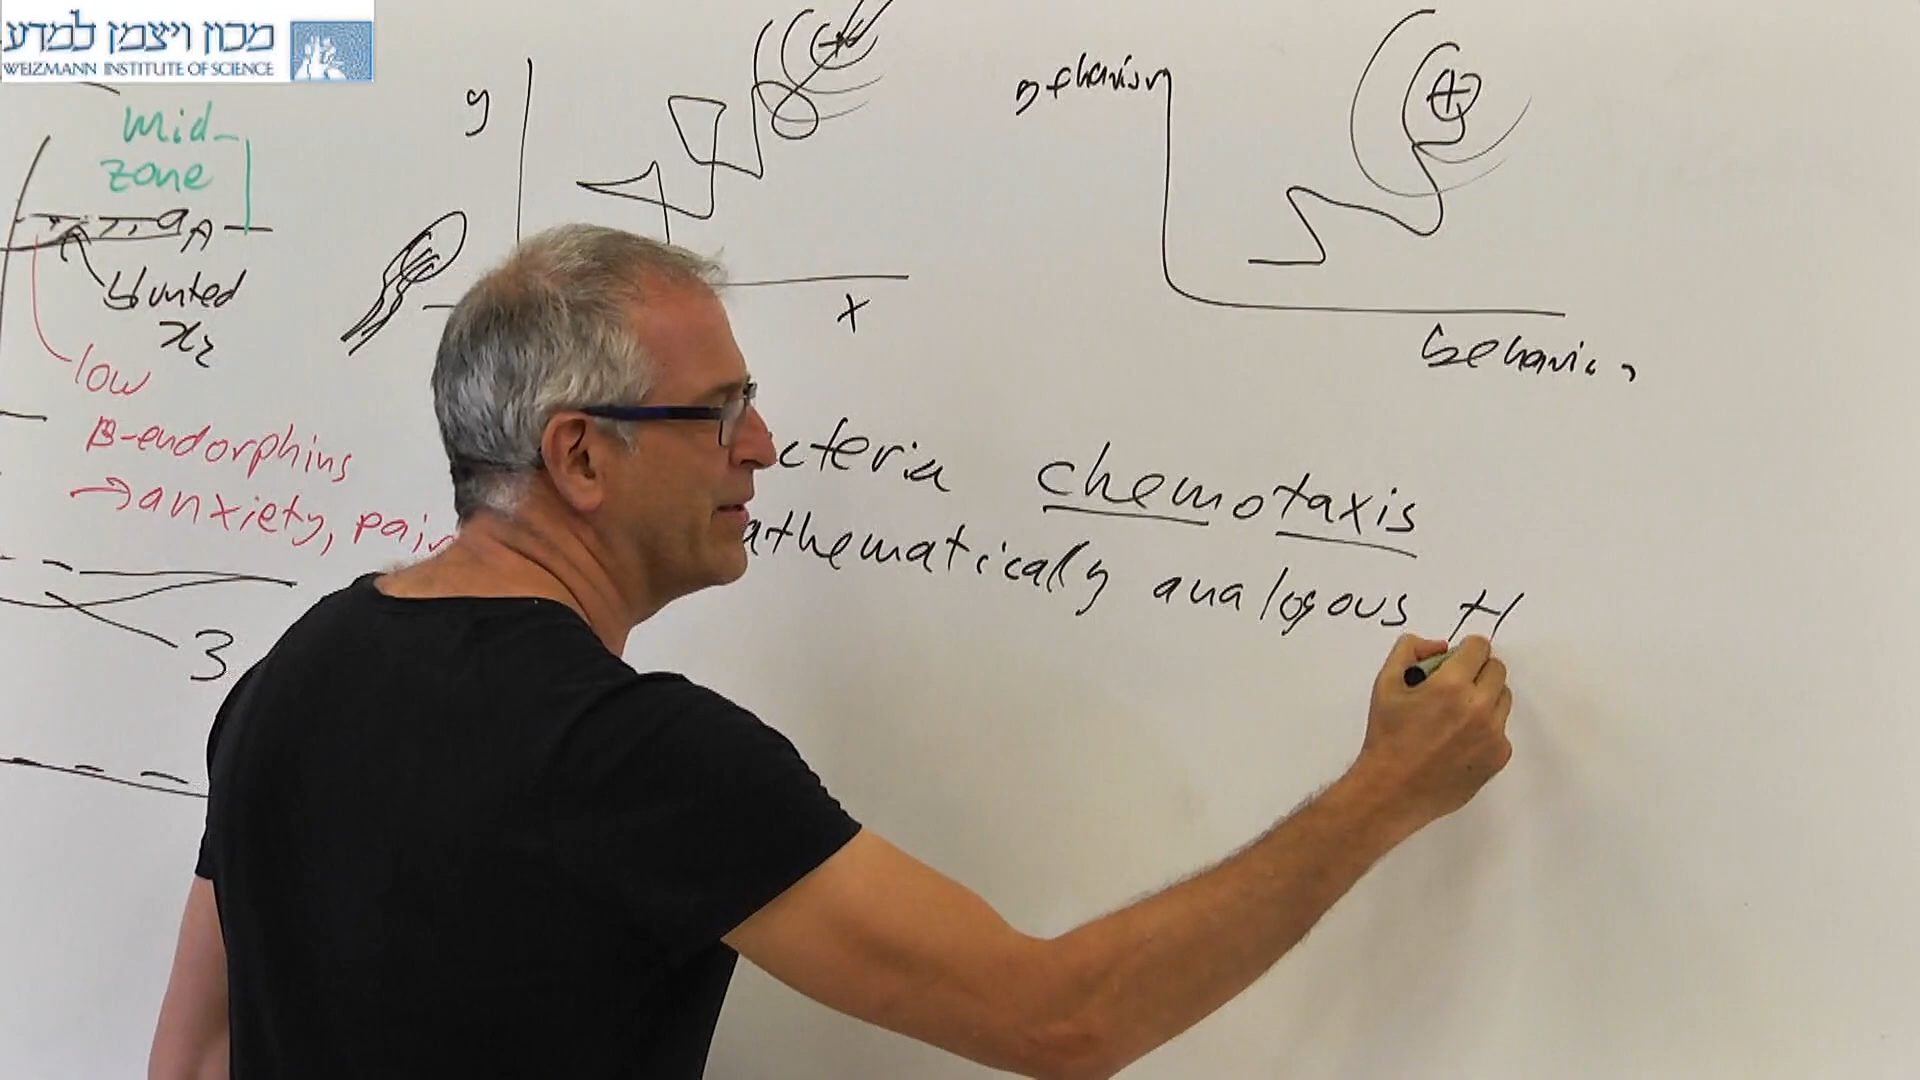 מכון ויצמן למדע
WEIZMANN INSTITUTE OF SCIENCE
mid-
zone
A
blunted
x₂
low
β-endorphins
→ anxiety, pain
3
y
x
behavior
cteria chemotaxis
athematically analogous